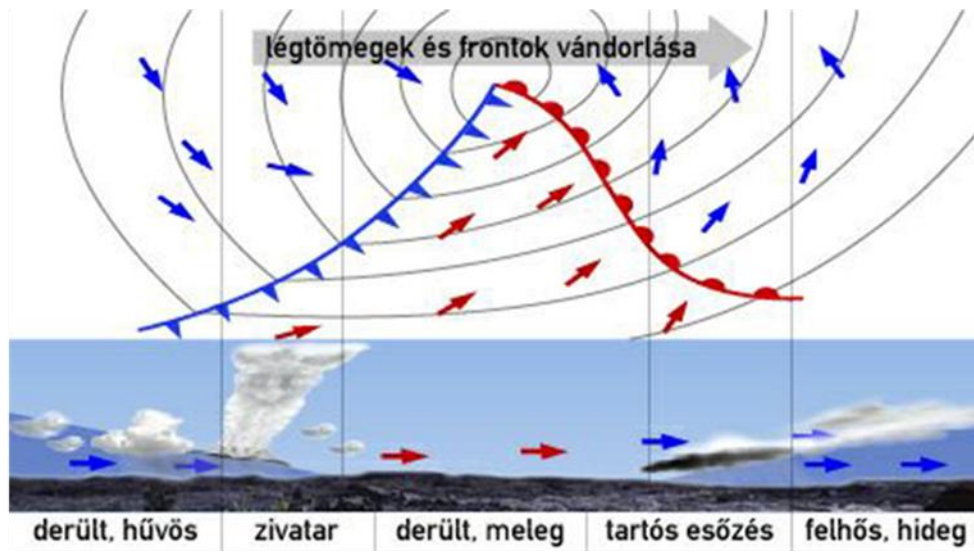 légtömegek és frontok vándorlása
derült, hűvös
zivatar
derült, meleg
tartós esőzés
felhős, hideg